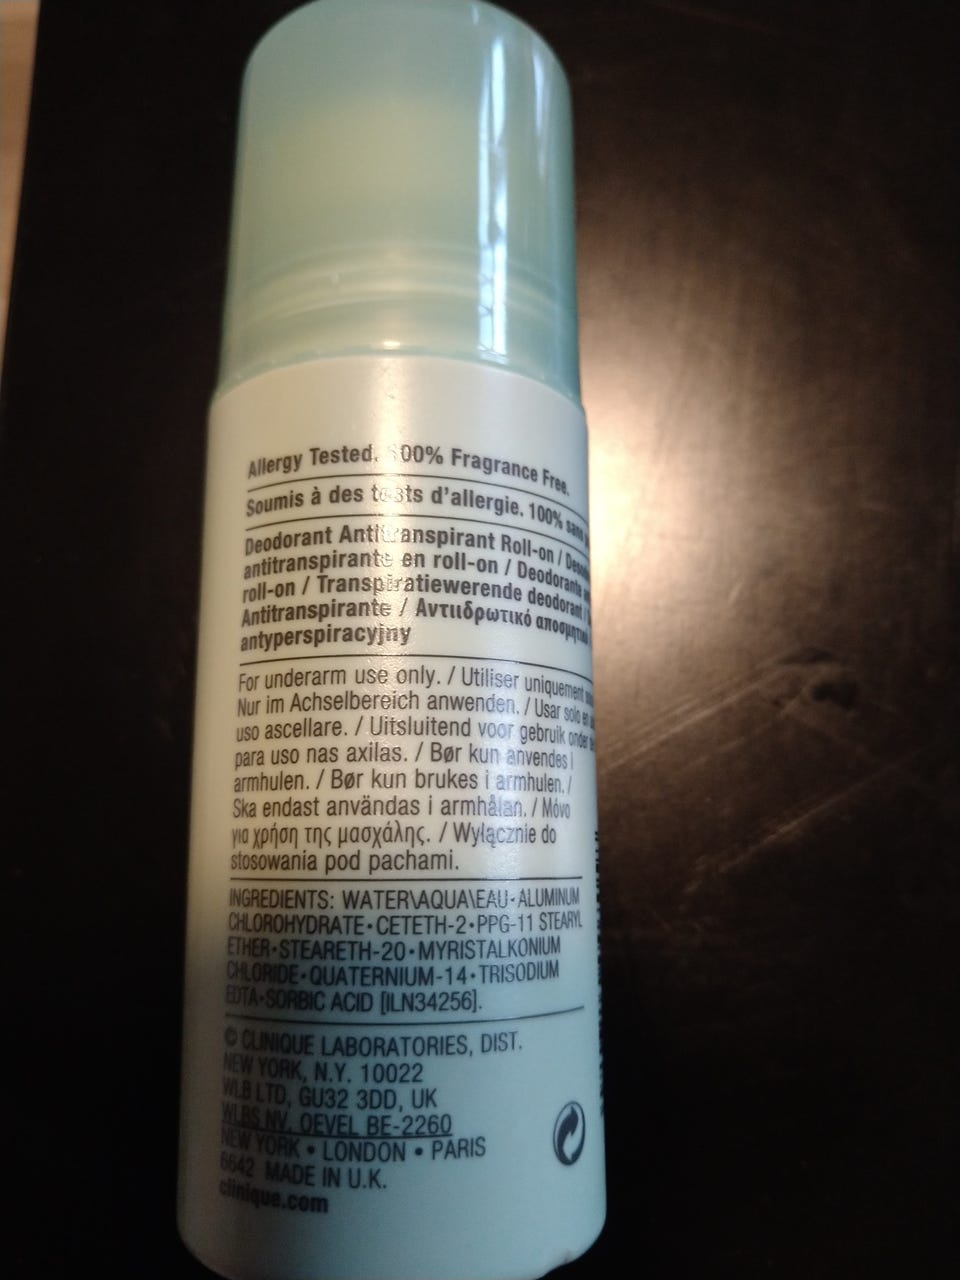 Allergy Tested. 100% Fragrance Free.
Soumis à des tests d'allergie. 100% sans
Deodorant Antitranspirant Roll-on /
antitranspirante en roll-on / Deodorante
roll-on / Transpiratiewerende deodorant /
Antitranspirante / Αντιιδρωτικό αποσμητικό
antyperspiracyjny
For underarm use only. / Utiliser uniquement
Nur im Achselbereich anwenden. / Usar solo en
uso ascellare. / Uitsluitend voor gebruik onder
para uso nas axilas. / Bør kun anvendes i
armhulen. / Bør kun brukes i armhulen. /
Ska endast användas i armhålan. / Μόνο
για χρήση της μασχάλης. / Wyłącznie do
stosowania pod pachami.
INGREDIENTS: WATER\AQUA\EAU•ALUMINUM
CHLOROHYDRATE•CETETH-2•PPG-11 STEARYL
ETHER•STEARETH-20•MYRISTALKONIUM
CHLORIDE•QUATERNIUM-14•TRISODIUM
EDTA•SORBIC ACID [ILN34256].
© CLINIQUE LABORATORIES, DIST.
NEW YORK, N.Y. 10022
WLB LTD, GU32 3DD, UK
WLBS NV, OEVEL BE-2260
NEW YORK • LONDON • PARIS
6642 MADE IN U.K.
clinique.com